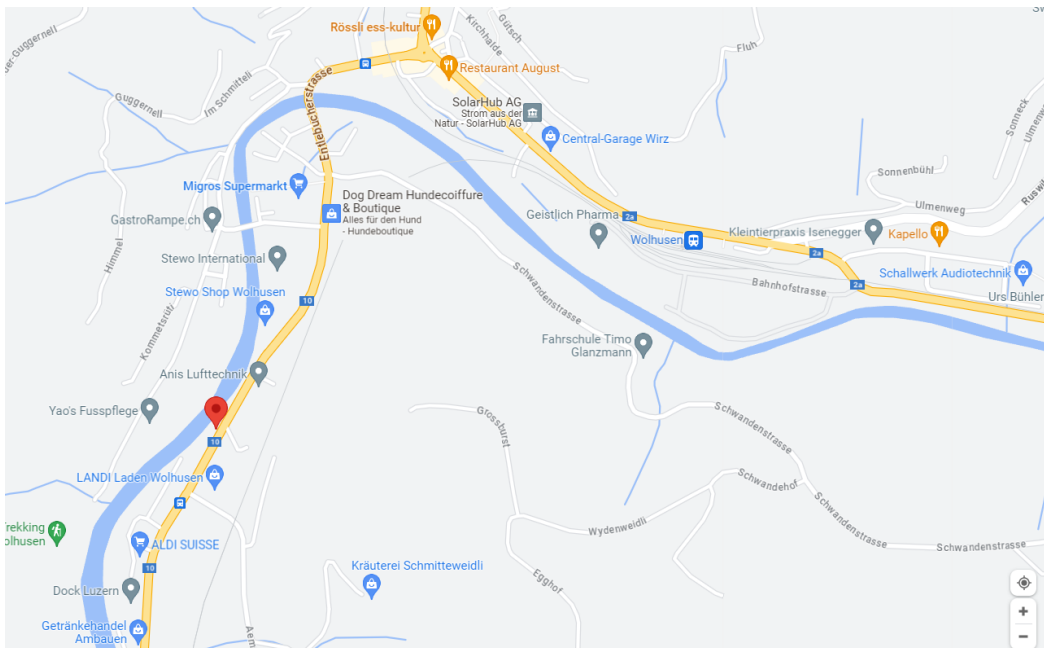 Rössli ess-kultur
Kirchhalde
Gütsch
Restaurant August
Fluh
Guggernell
Im Schmitteli
Entlebucherstrasse
SolarHub AG
Strom aus der
Natur - SolarHub AG
Central-Garage Wirz
Sonneck
Ulmenweg
Sonnenbühl
Migros Supermarkt
Dog Dream Hundecoiffure
& Boutique
Alles für den Hund
- Hundeboutique
GastroRampe.ch
Himmel
Geistlich Pharma
2a
Wolhusen
Kleintierpraxis Isenegger
Ulmenweg
Kapello
2a
Stewo International
Schwandenstrasse
Schallwerk Audiotechnik
Bahnhofstrasse
2a
Urs Bühler
Stewo Shop Wolhusen
10
Kommetsrüti
Fahrschule Timo
Glanzmann
Anis Lufttechnik
Yao's Fusspflege
Grossburst
Schwandenstrasse
10
LANDI Laden Wolhusen
Schwandehof
Schwandenstrasse
Wydenweidli
ALDI SUISSE
Schwandenstrasse
10
Kräuterei Schmitteweidli
Egghof
Dock Luzern
Getränkehandel
Ambauen
+
−